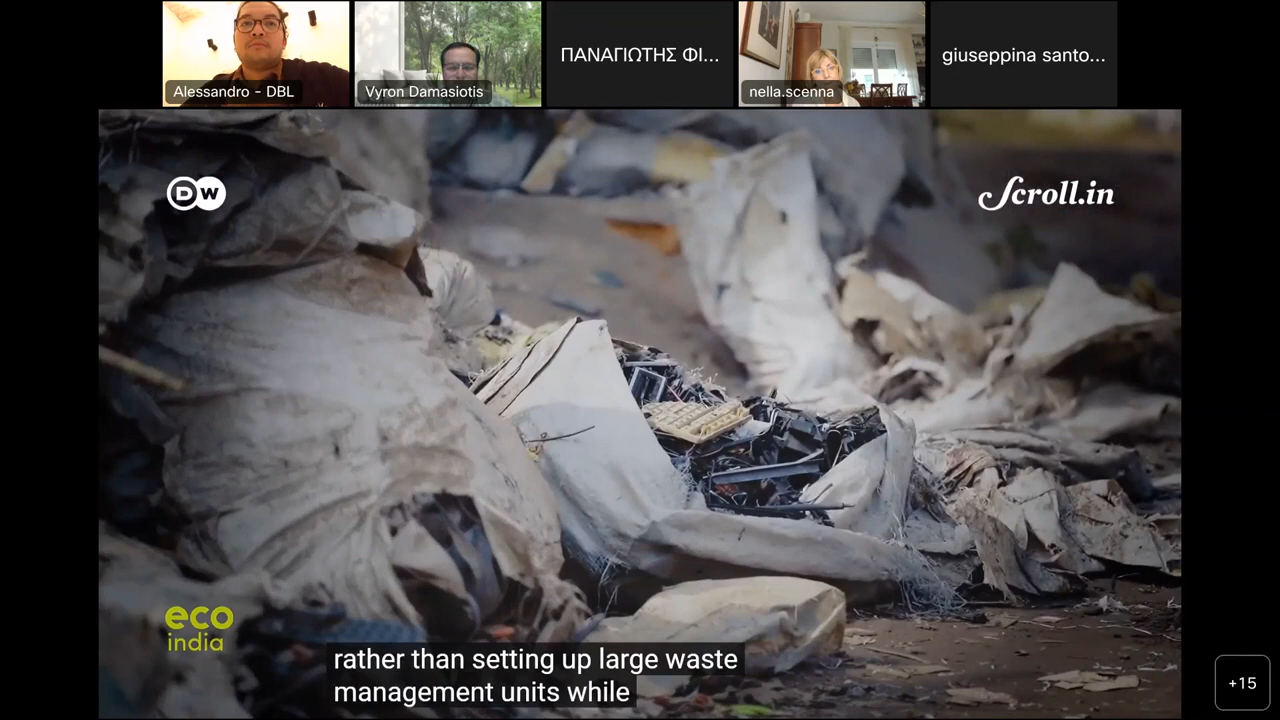 Alessandro - DBL
Vyron Damasiotis
ΠΑΝΑΓΙΩΤΗΣ ΦΙ...
nella.scenna
giuseppina santo...
DW
Scroll.in
eco
india
rather than setting up large waste
management units while
+15